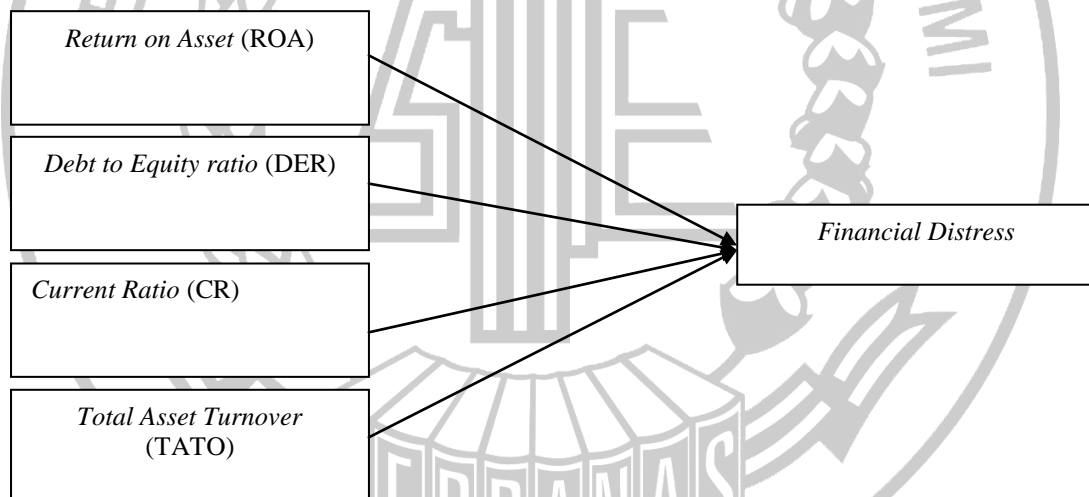 Return on Asset (ROA)
Debt to Equity ratio (DER)
Financial Distress
Current Ratio (CR)
Total Asset Turnover
(TATO)